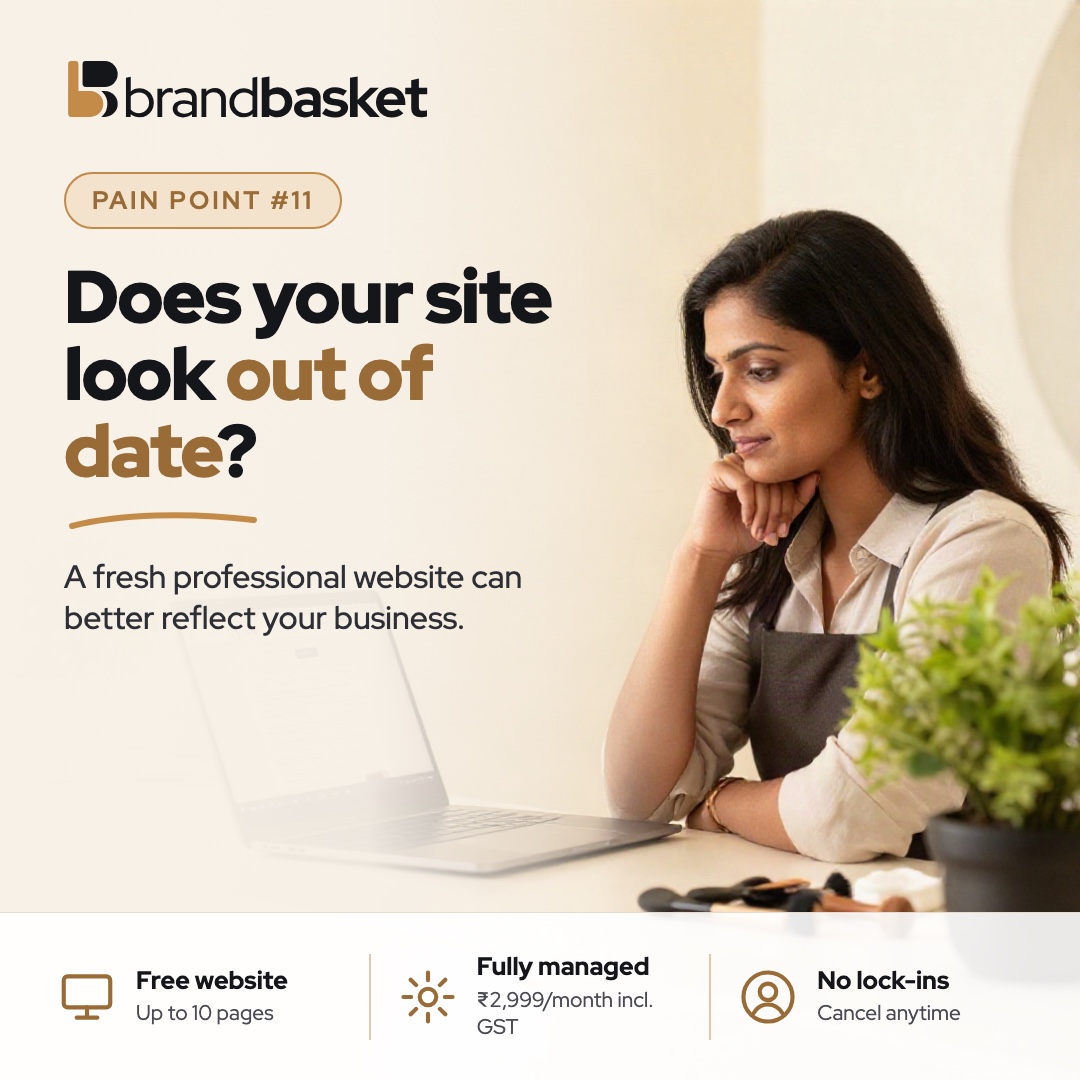 brandbasket
PAIN POINT #11
Does your site
look out of
date?
A fresh professional website can
better reflect your business.
Free website
Up to 10 pages
Fully managed
₹2,999/month incl.
GST
No lock-ins
Cancel anytime